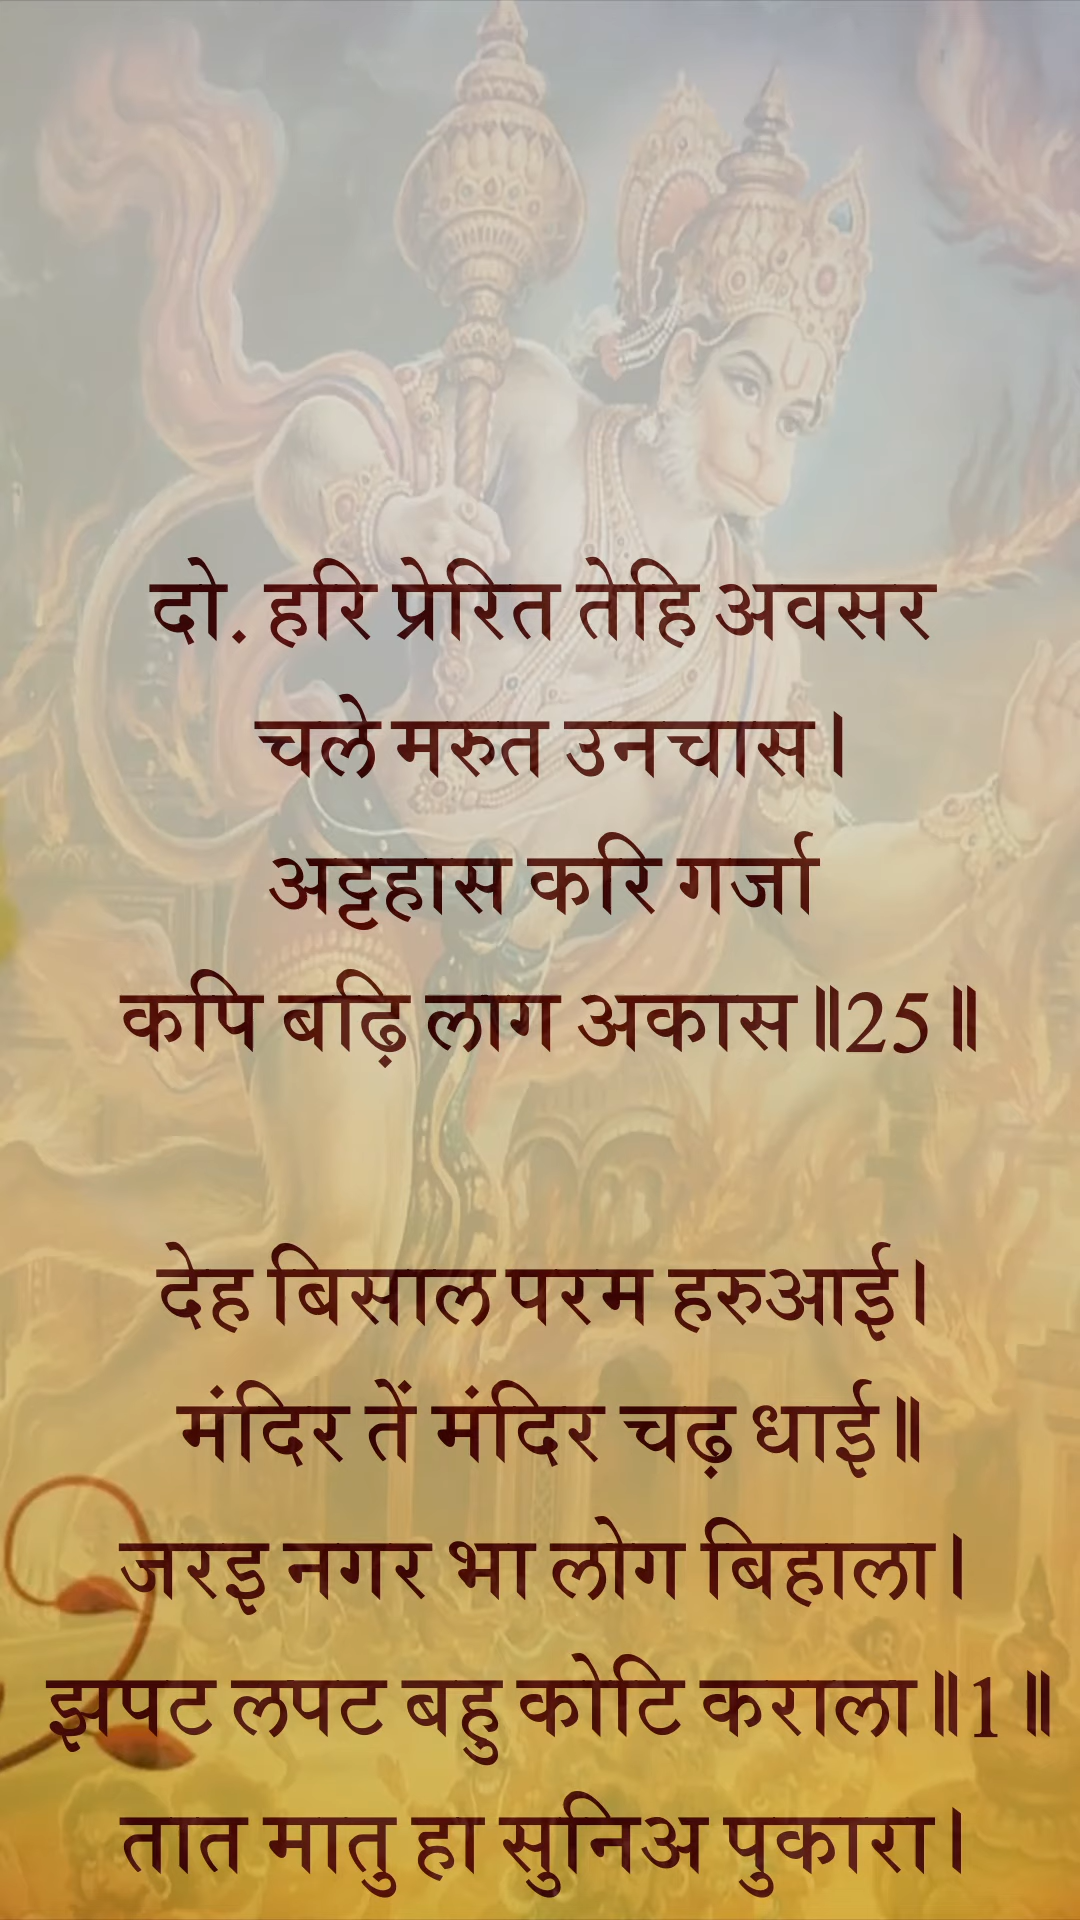 दो. हरि प्रेरित तेहि अवसर
चले मरुत उनचास।
अट्टहास करि गर्जा
कपि बढ़ि लाग अकास॥25॥
देह बिसाल परम हरुआई।
मंदिर तें मंदिर चढ़ धाई॥
जरइ नगर भा लोग बिहाला।
झपट लपट बहु कोटि कराला॥1॥
तात मातु हा सुनिअ पुकारा।